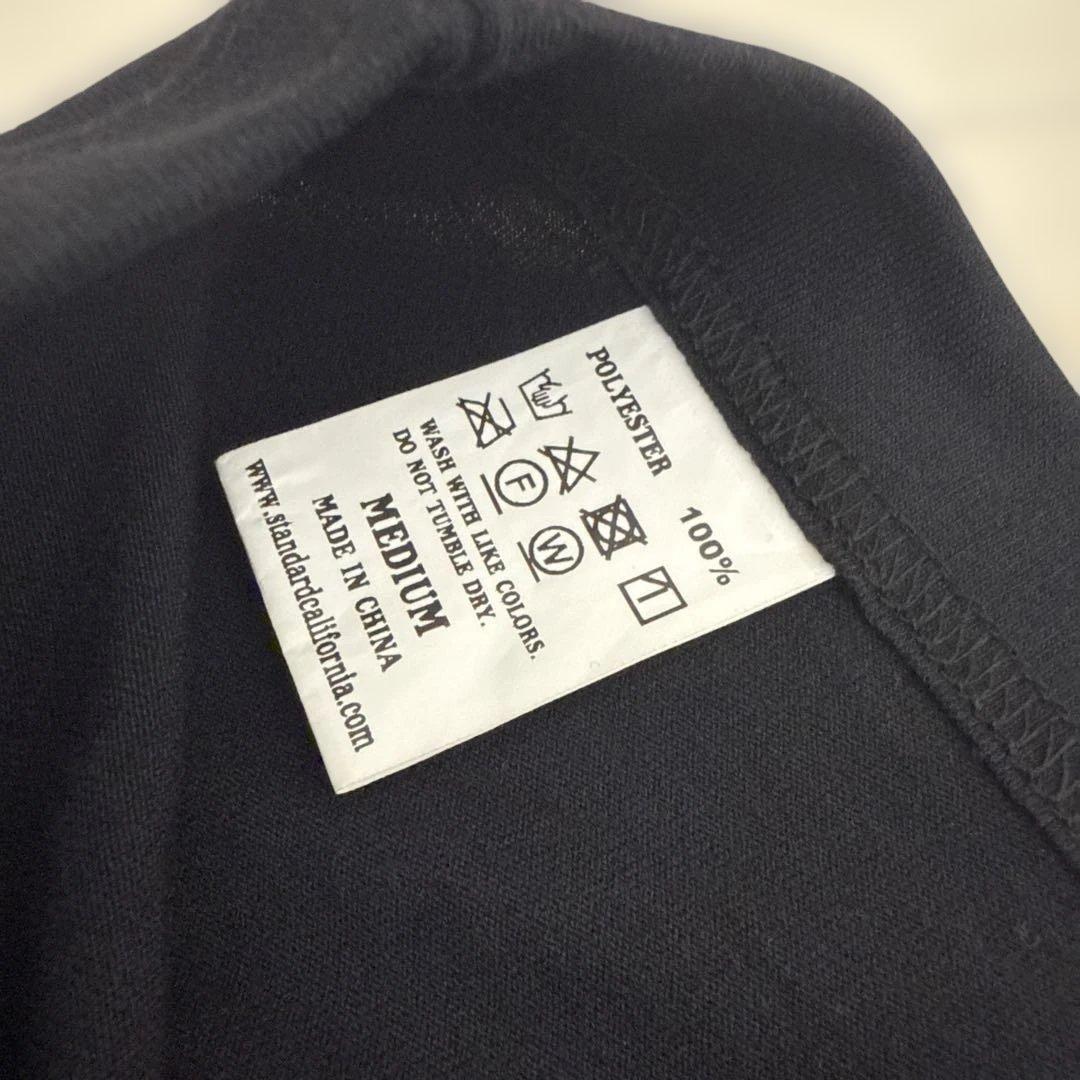 POLYESTER 100%
F W
WASH WITH LIKE COLORS.
DO NOT TUMBLE DRY.
MEDIUM
MADE IN CHINA
www.standardcalifornia.com